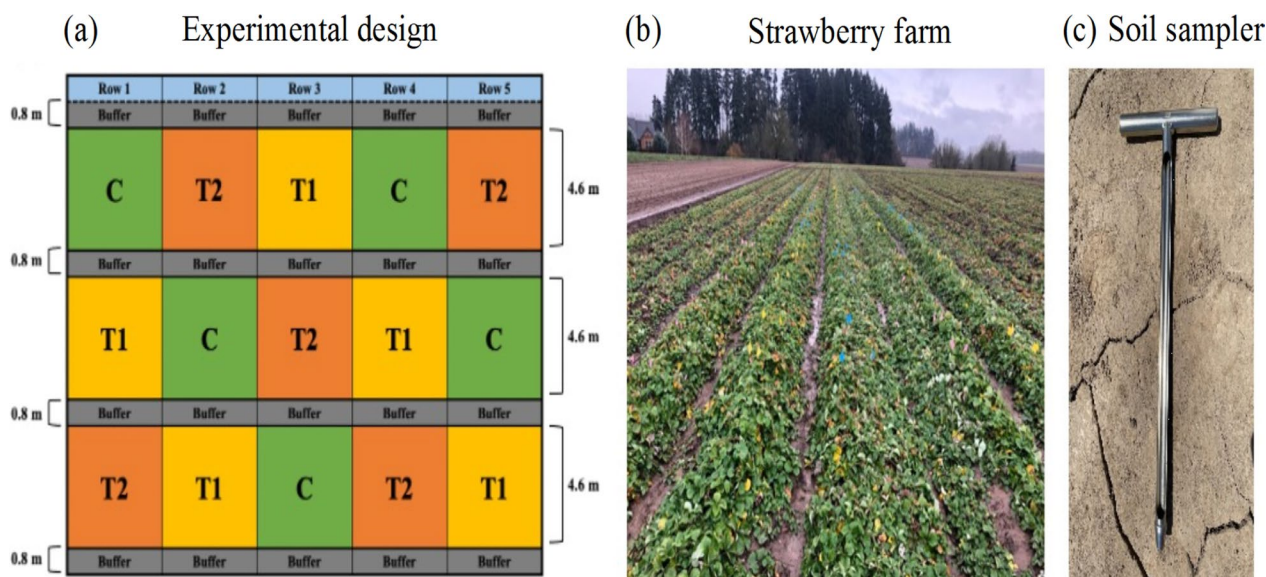 (a) Experimental design
(b) Strawberry farm
(c) Soil sampler
Row 1 Row 2 Row 3 Row 4 Row 5
0.8 m Buffer Buffer Buffer Buffer Buffer
C T2 T1 C T2 4.6 m
0.8 m Buffer Buffer Buffer Buffer Buffer
T1 C T2 T1 C 4.6 m
0.8 m Buffer Buffer Buffer Buffer Buffer
T2 T1 C T2 T1 4.6 m
0.8 m Buffer Buffer Buffer Buffer Buffer